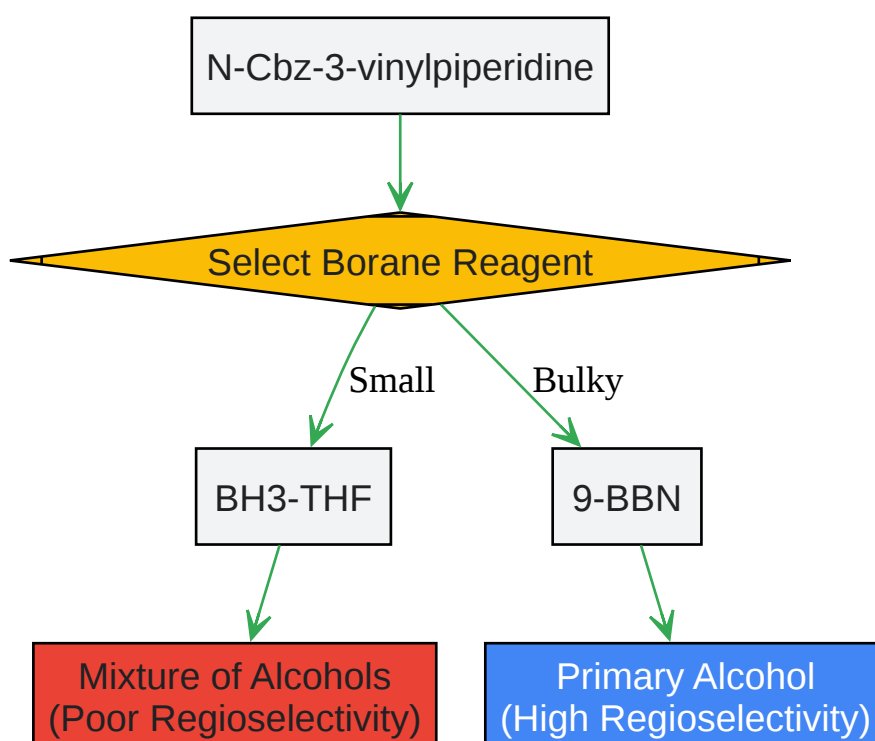 N-Cbz-3-vinylpiperidine
Select Borane Reagent
Small
Bulky
BH3-THF
9-BBN
Mixture of Alcohols
(Poor Regioselectivity)
Primary Alcohol
(High Regioselectivity)